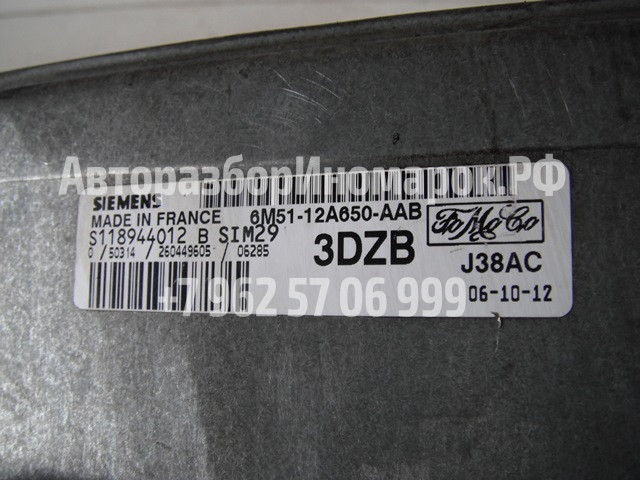 АвторазборИномарок.РФ
SIEMENS
MADE IN FRANCE 6M51-12A650-AAB
S118944012 B SIM29
0 / 50314 / 260449605 / 06285
3DZB
FoMoCo
J38AC
06-10-12
+7 962 57 06 999